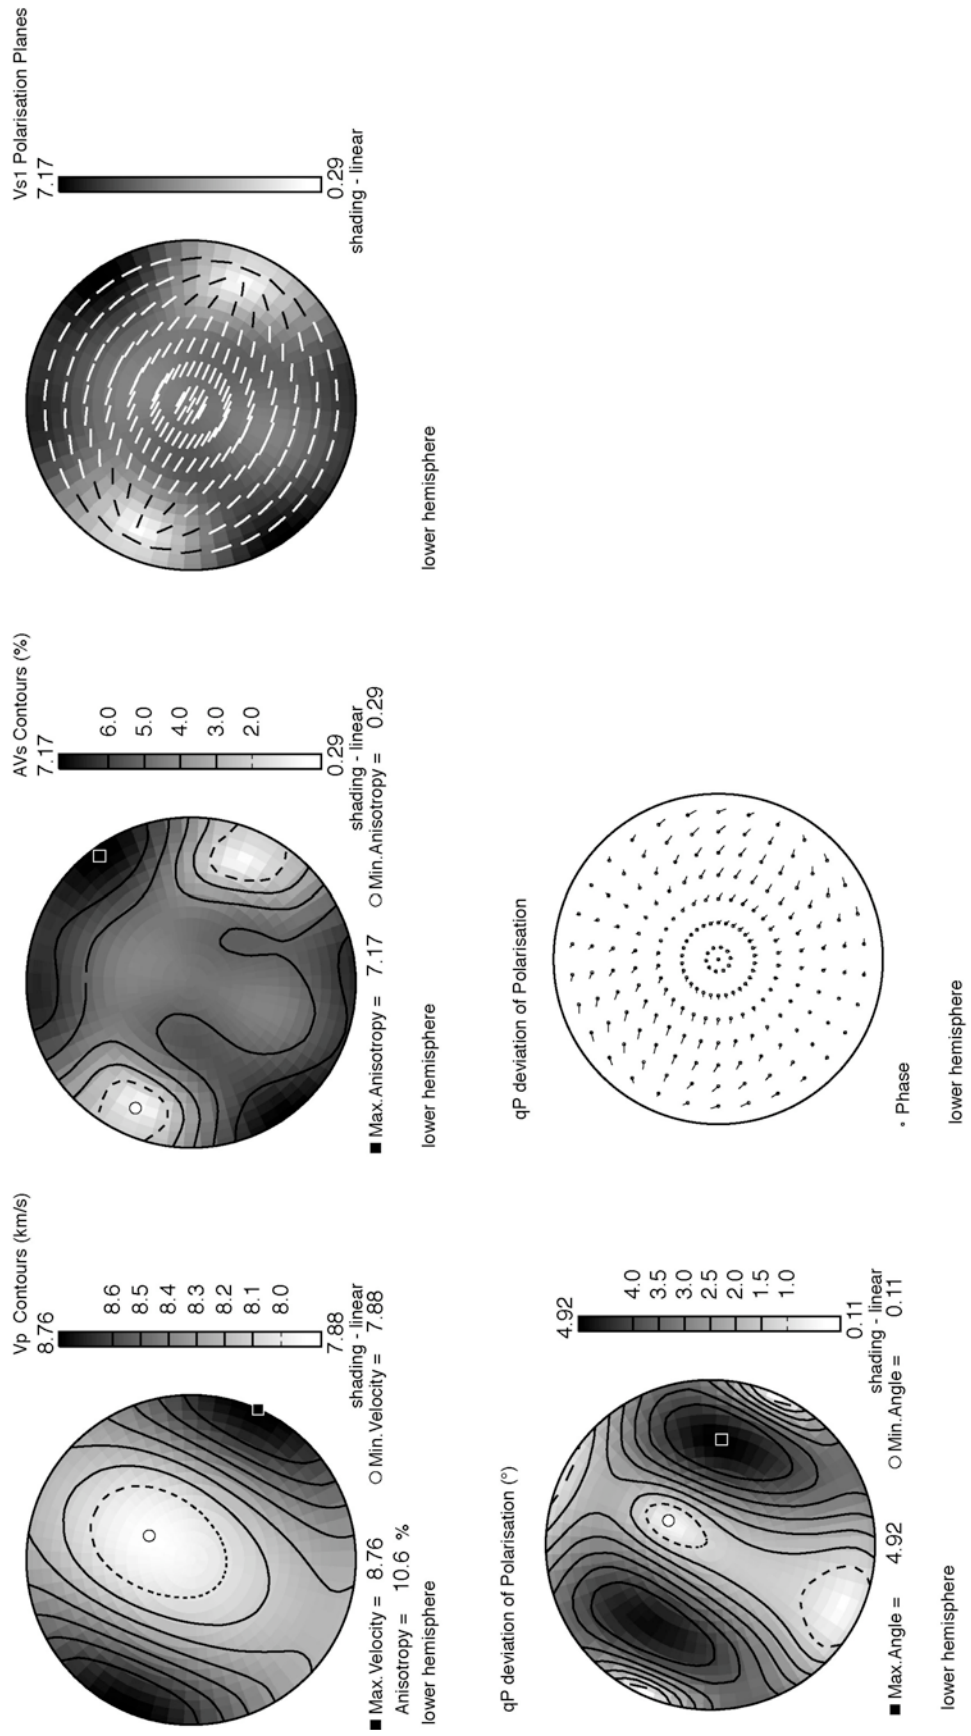 Vp Contours (km/s)
8.76
8.6
8.5
8.4
8.3
8.2
8.1
8.0
7.88
shading - linear
■ Max.Velocity = 8.76 ○ Min.Velocity = 7.88
Anisotropy = 10.6 %
lower hemisphere
AVs Contours (%)
7.17
6.0
5.0
4.0
3.0
2.0
0.29
shading - linear
■ Max.Anisotropy = 7.17 ○ Min.Anisotropy = 0.29
lower hemisphere
Vs1 Polarisation Planes
7.17
0.29
shading - linear
lower hemisphere
qP deviation of Polarisation (°)
4.92
4.0
3.5
3.0
2.5
2.0
1.5
1.0
0.11
shading - linear
■ Max.Angle = 4.92 ○ Min.Angle = 0.11
lower hemisphere
qP deviation of Polarisation
∘ Phase
lower hemisphere